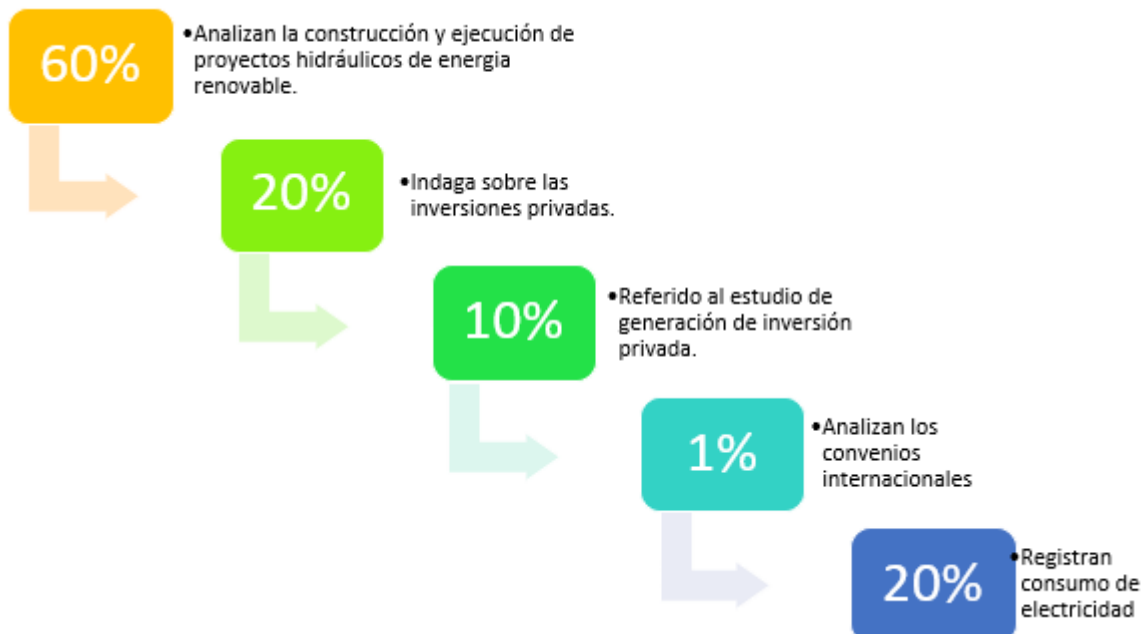 60%
•Analizan la construcción y ejecución de
proyectos hidráulicos de energia
renovable.
20%
•Indaga sobre las
inversiones privadas.
10%
•Referido al estudio de
generación de inversión
privada.
1%
•Analizan los
convenios
internacionales
20%
•Registran
consumo de
electricidad